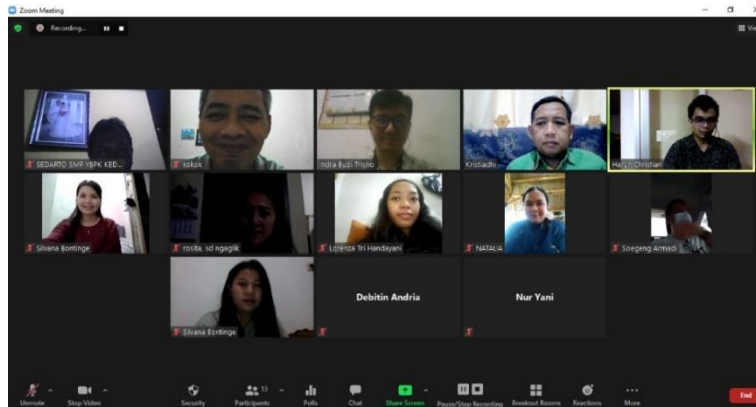 Zoom Meeting
Recording...
View
SEDARTO SMP YBPK KED...
kokok
Indra Budi Trisno
Kristiadhi
Harun Christian
Silvana Bontinge
rosita, sd ngaglik
Lorenza Tri Handayani
NATALIA
Soegeng Armadi
Silvana Bontinge
Debitin Andria
Nur Yani
Unmute
Stop Video
Security
Participants
13
Polls
Chat
Share Screen
Pause/Stop Recording
Breakout Rooms
Reactions
More
End